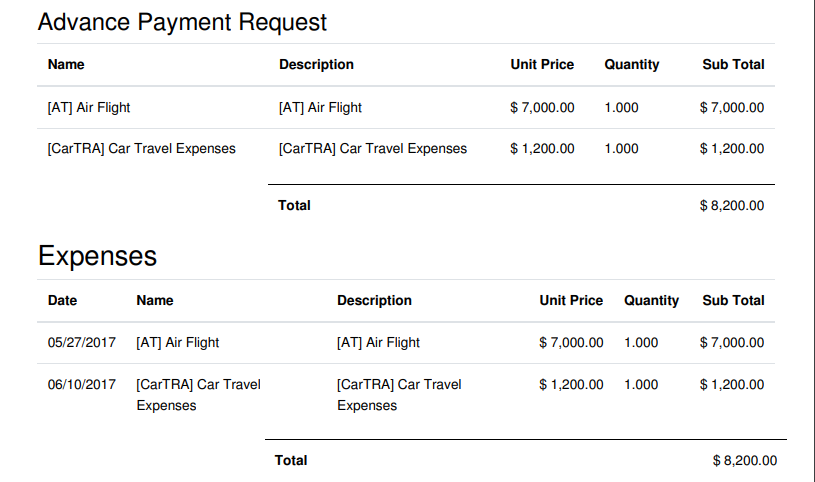 Advance Payment Request
Name Description Unit Price Quantity Sub Total
[AT] Air Flight [AT] Air Flight $ 7,000.00 1.000 $ 7,000.00
[CarTRA] Car Travel Expenses [CarTRA] Car Travel Expenses $ 1,200.00 1.000 $ 1,200.00
Total $ 8,200.00
Expenses
Date Name Description Unit Price Quantity Sub Total
05/27/2017 [AT] Air Flight [AT] Air Flight $ 7,000.00 1.000 $ 7,000.00
06/10/2017 [CarTRA] Car Travel [CarTRA] Car Travel $ 1,200.00 1.000 $ 1,200.00
Expenses Expenses
Total $ 8,200.00